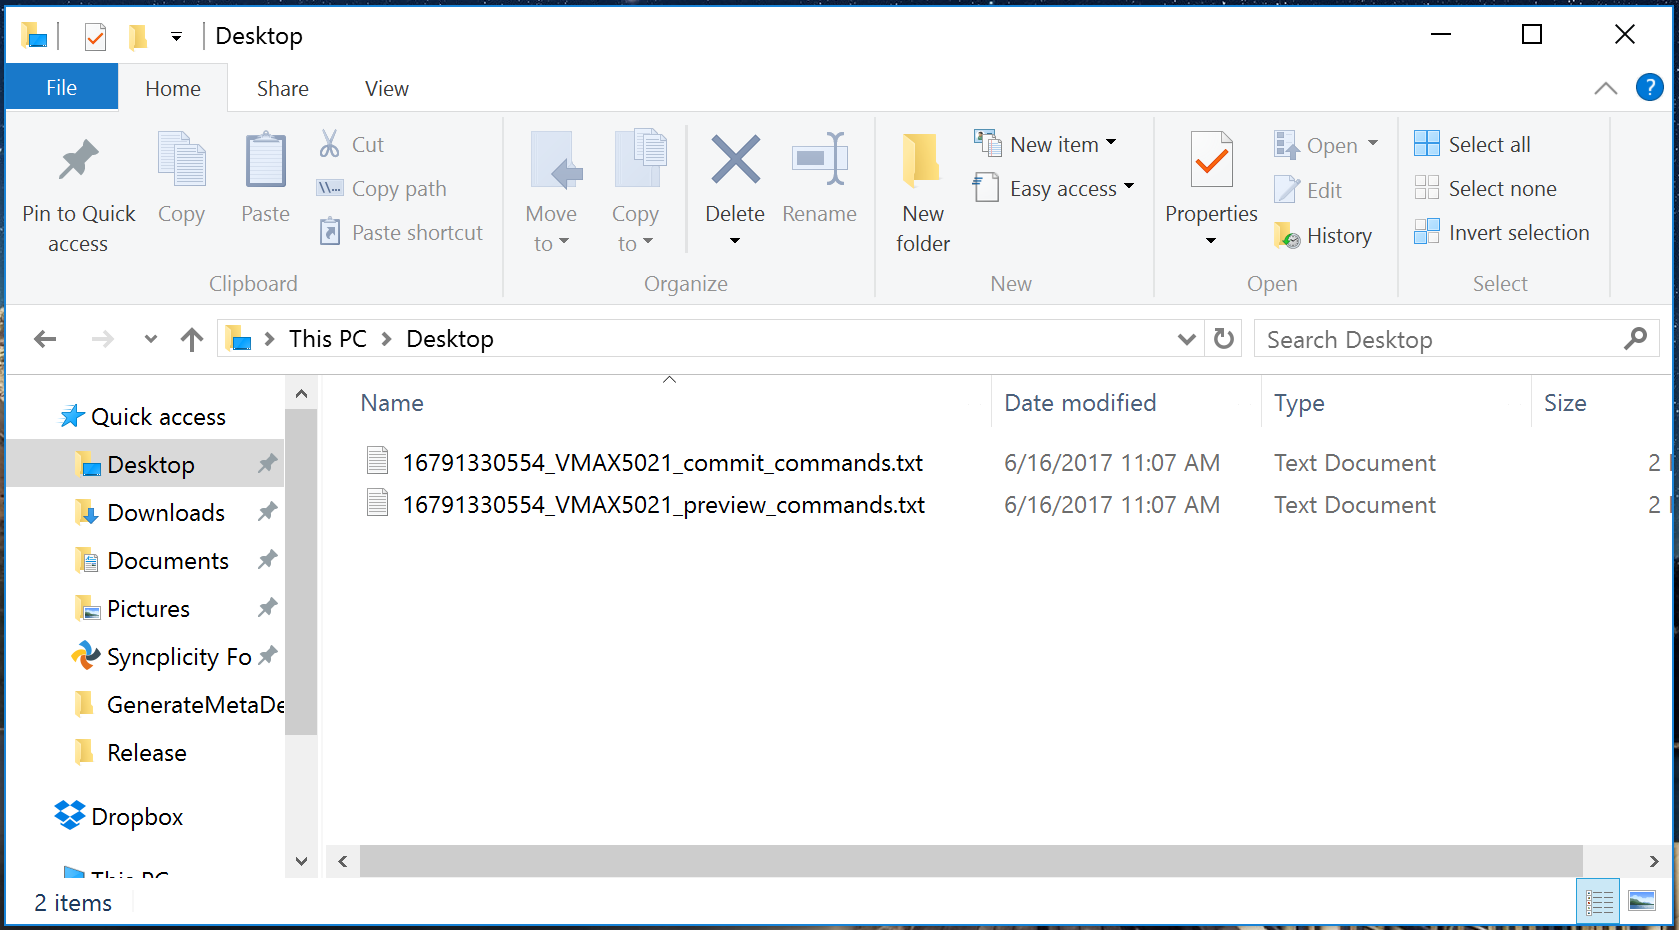 Desktop
File Home Share View
?
Pin to Quick access
Copy
Paste
Cut
Copy path
Paste shortcut
Clipboard
Move to
Copy to
Delete
Rename
Organize
New folder
New item
Easy access
New
Properties
Open
Edit
History
Open
Select all
Select none
Invert selection
Select
This PC > Desktop
Search Desktop
Quick access
Desktop
Downloads
Documents
Pictures
Syncplicity Fo
GenerateMetaDe
Release
Dropbox
This PC
Name Date modified Type Size
16791330554_VMAX5021_commit_commands.txt 6/16/2017 11:07 AM Text Document 2
16791330554_VMAX5021_preview_commands.txt 6/16/2017 11:07 AM Text Document 2
2 items